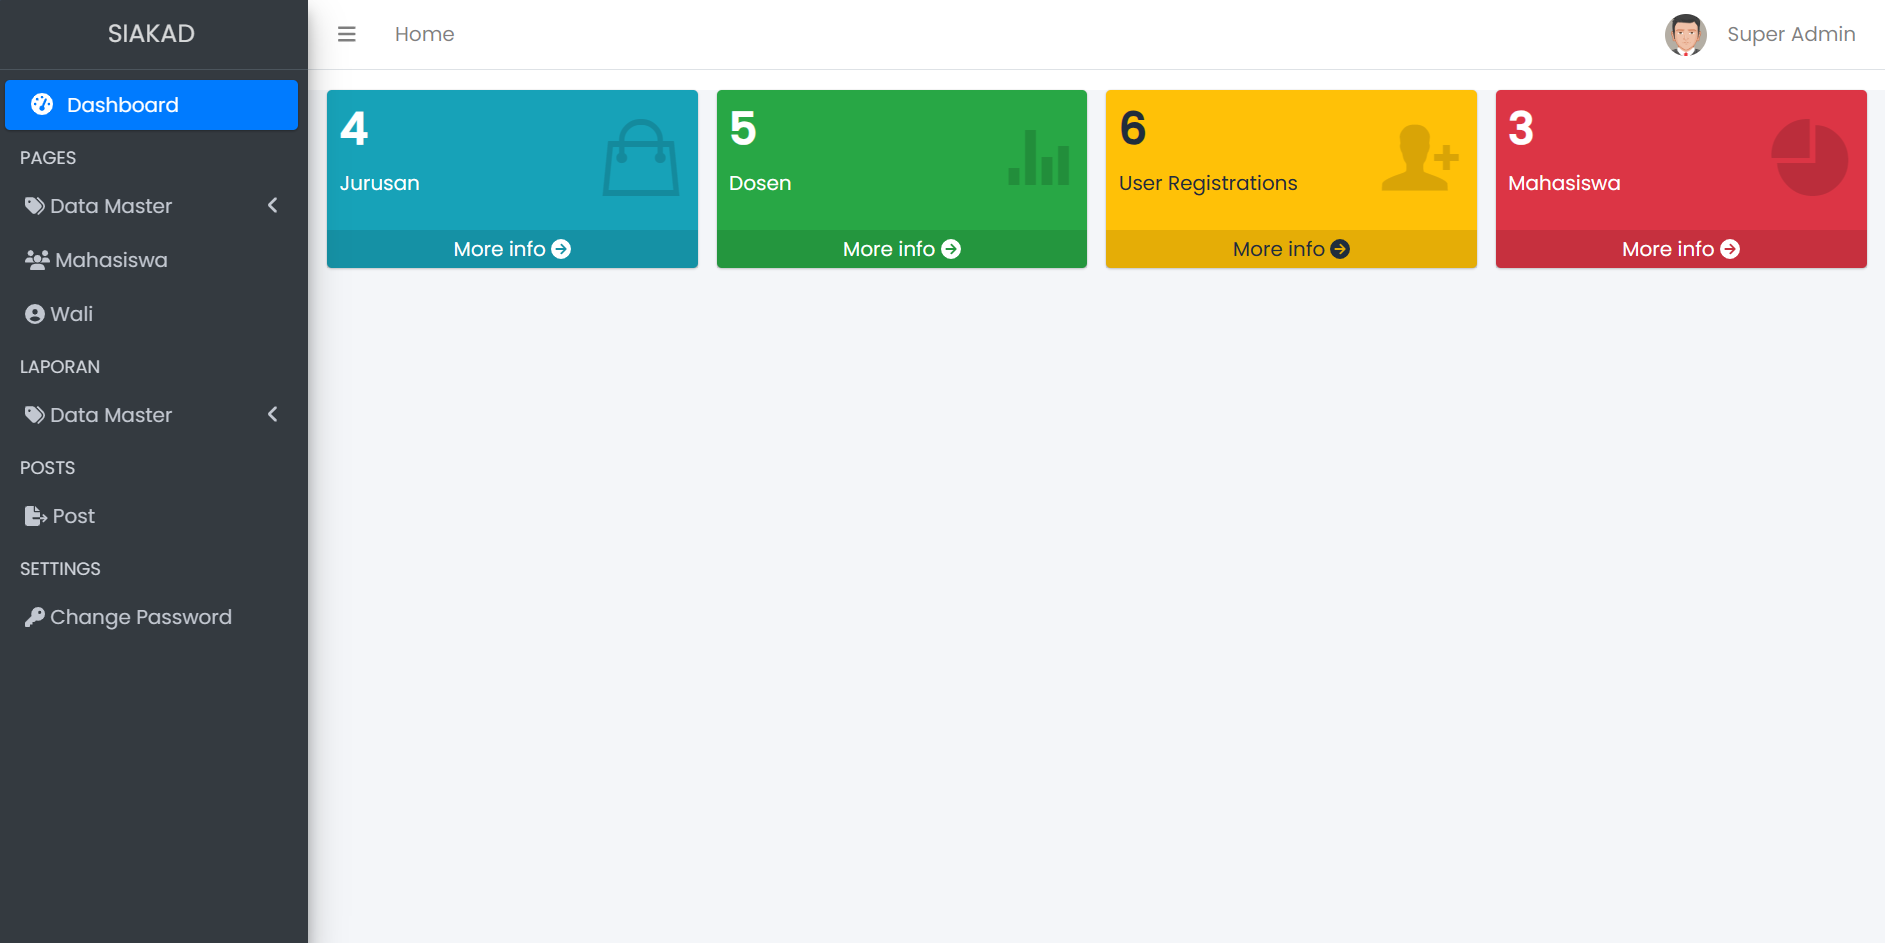 SIAKAD
Home
Super Admin
Dashboard
PAGES
Data Master
Mahasiswa
Wali
LAPORAN
Data Master
POSTS
Post
SETTINGS
Change Password
4
Jurusan
More info
5
Dosen
More info
6
User Registrations
More info
3
Mahasiswa
More info